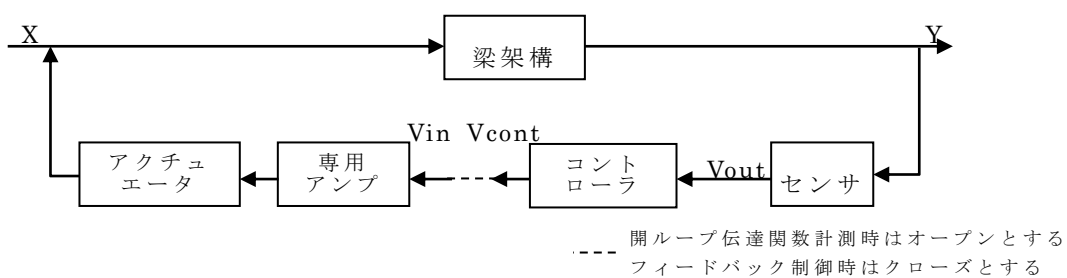 X
Y
梁架構
Vin Vcont
アクチュ
エータ
専用
アンプ
コント
ローラ
Vout
センサ
開ループ伝達関数計測時はオープンとする
フィードバック制御時はクローズとする